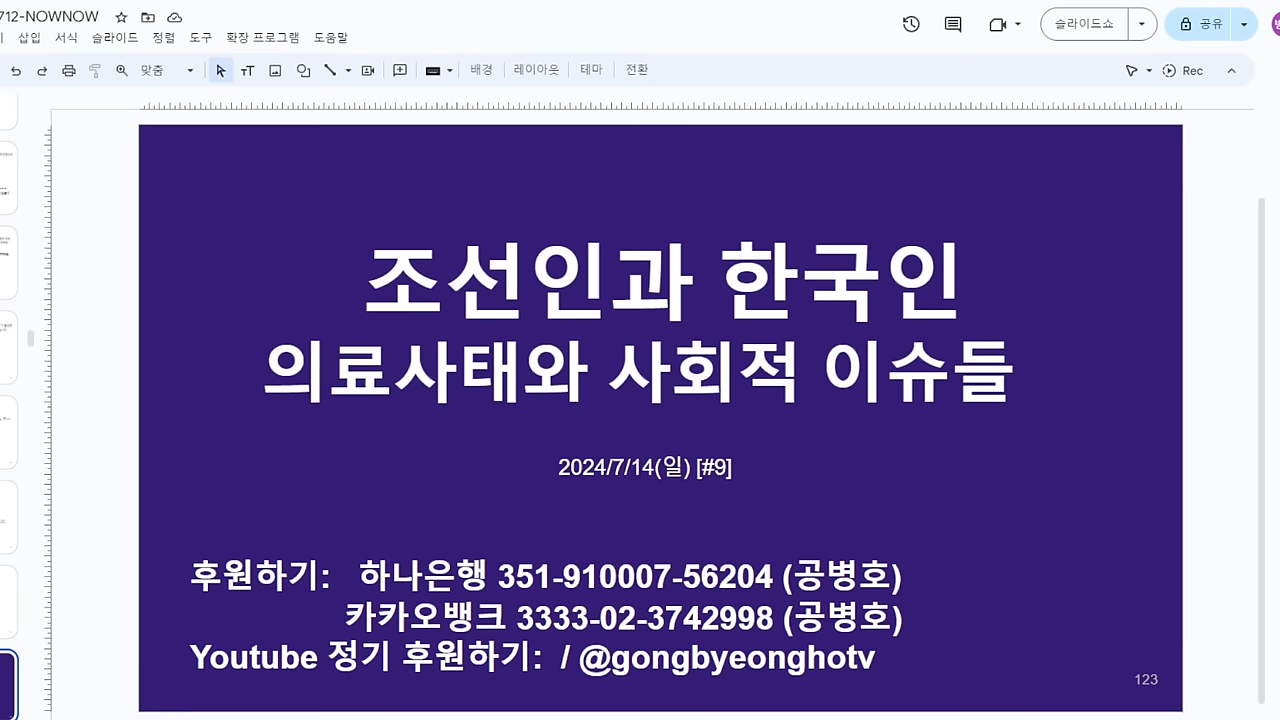 712-NOWNOW
삽입 서식 슬라이드 정렬 도구 확장 프로그램 도움말
슬라이드쇼
공유
맞춤
배경 레이아웃 테마 전환
Rec
조선인과 한국인
의료사태와 사회적 이슈들
2024/7/14(일) [#9]
후원하기: 하나은행 351-910007-56204 (공병호)
카카오뱅크 3333-02-3742998 (공병호)
Youtube 정기 후원하기: / @gongbyeonghotv
123